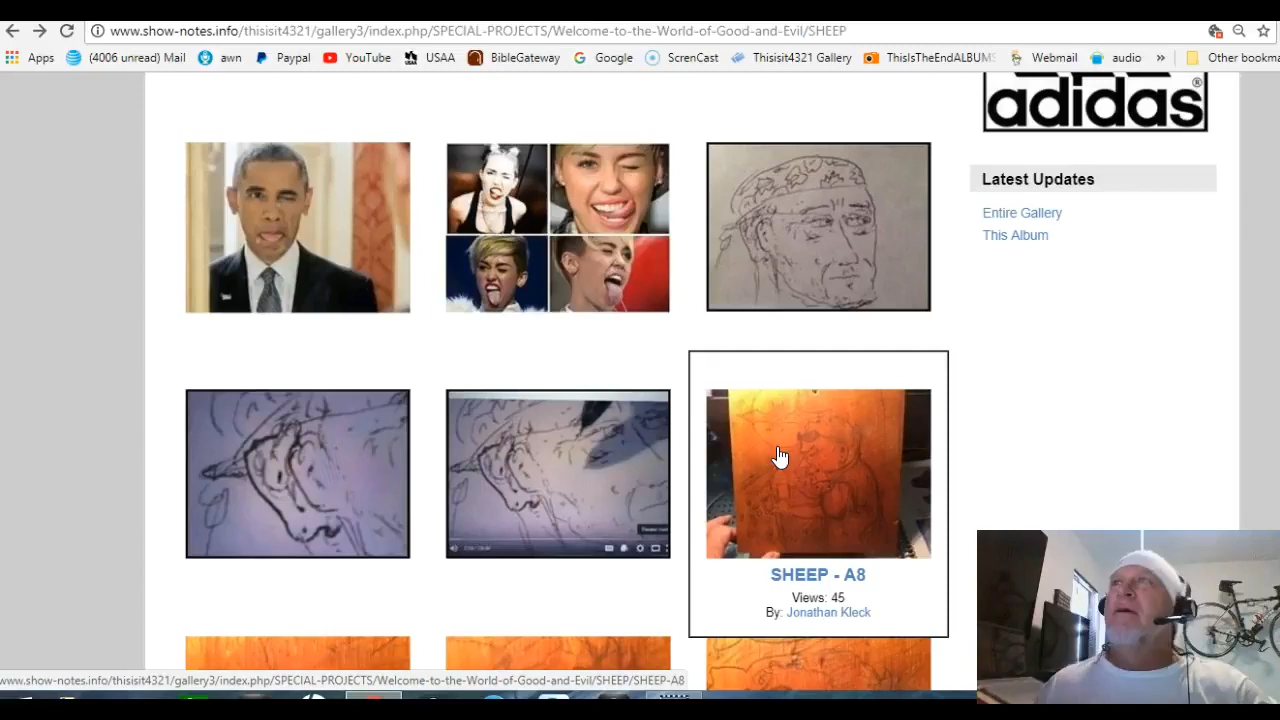 www.show-notes.info/thisisit4321/gallery3/index.php/SPECIAL-PROJECTS/Welcome-to-the-World-of-Good-and-Evil/SHEEP
Apps (4006 unread) Mail awn Paypal YouTube USAA BibleGateway Google ScrenCast Thisisit4321 Gallery ThisIsTheEndALBUMS Webmail audio » Other bookma
adidas®
Latest Updates
Entire Gallery
This Album
SHEEP - A8
Views: 45
By: Jonathan Kleck
www.show-notes.info/thisisit4321/gallery3/index.php/SPECIAL-PROJECTS/Welcome-to-the-World-of-Good-and-Evil/SHEEP/SHEEP-A8